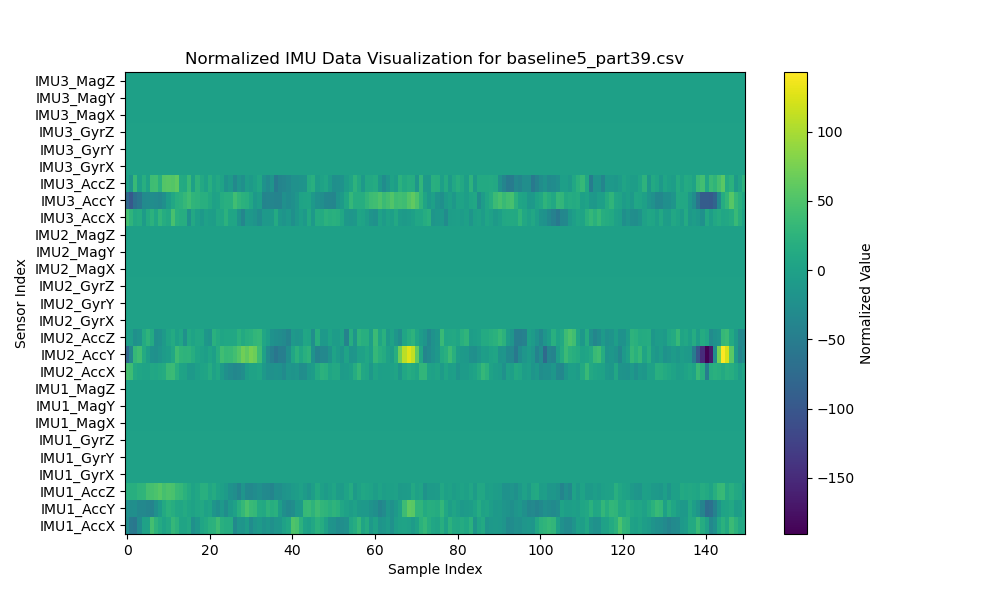 Normalized IMU Data Visualization for baseline5_part39.csv
Sensor Index
IMU3_MagZ
IMU3_MagY
IMU3_MagX
IMU3_GyrZ
IMU3_GyrY
IMU3_GyrX
IMU3_AccZ
IMU3_AccY
IMU3_AccX
IMU2_MagZ
IMU2_MagY
IMU2_MagX
IMU2_GyrZ
IMU2_GyrY
IMU2_GyrX
IMU2_AccZ
IMU2_AccY
IMU2_AccX
IMU1_MagZ
IMU1_MagY
IMU1_MagX
IMU1_GyrZ
IMU1_GyrY
IMU1_GyrX
IMU1_AccZ
IMU1_AccY
IMU1_AccX
0 20 40 60 80 100 120 140
Sample Index
100
50
0
−50
−100
−150
Normalized Value